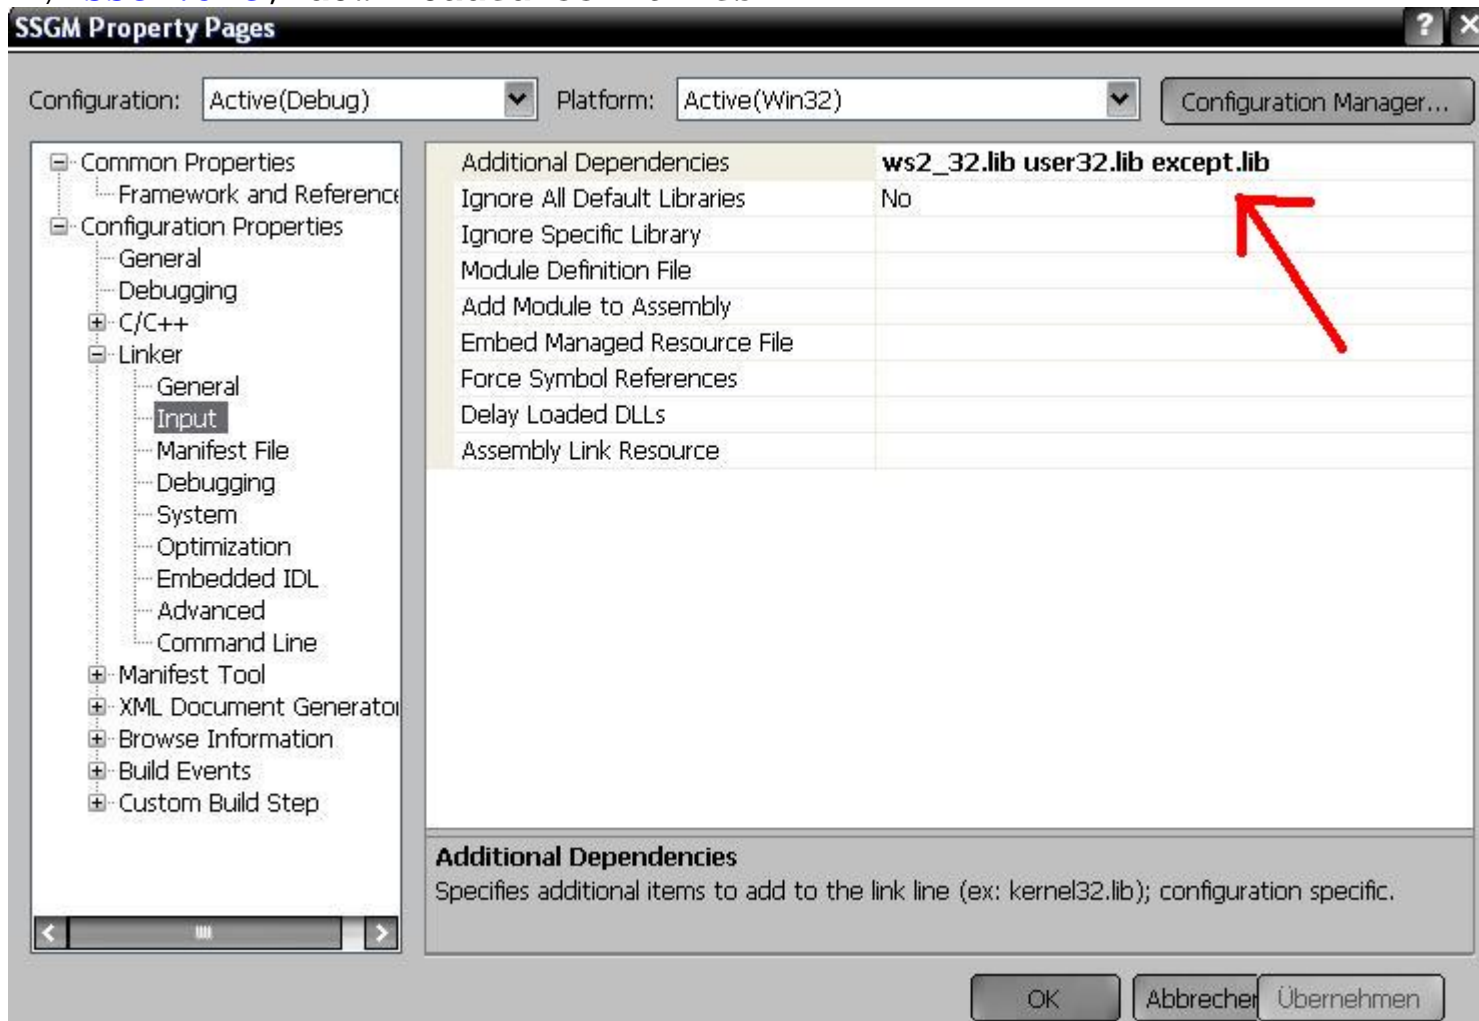 SSGM Property Pages
Configuration: Active(Debug) Platform: Active(Win32) Configuration Manager...
Common Properties
Framework and Reference
Configuration Properties
General
Debugging
C/C++
Linker
General
Input
Manifest File
Debugging
System
Optimization
Embedded IDL
Advanced
Command Line
Manifest Tool
XML Document Generator
Browse Information
Build Events
Custom Build Step
Additional Dependencies ws2_32.lib user32.lib except.lib
Ignore All Default Libraries No
Ignore Specific Library
Module Definition File
Add Module to Assembly
Embed Managed Resource File
Force Symbol References
Delay Loaded DLLs
Assembly Link Resource
Additional Dependencies
Specifies additional items to add to the link line (ex: kernel32.lib); configuration specific.
OK Abbrechen Übernehmen